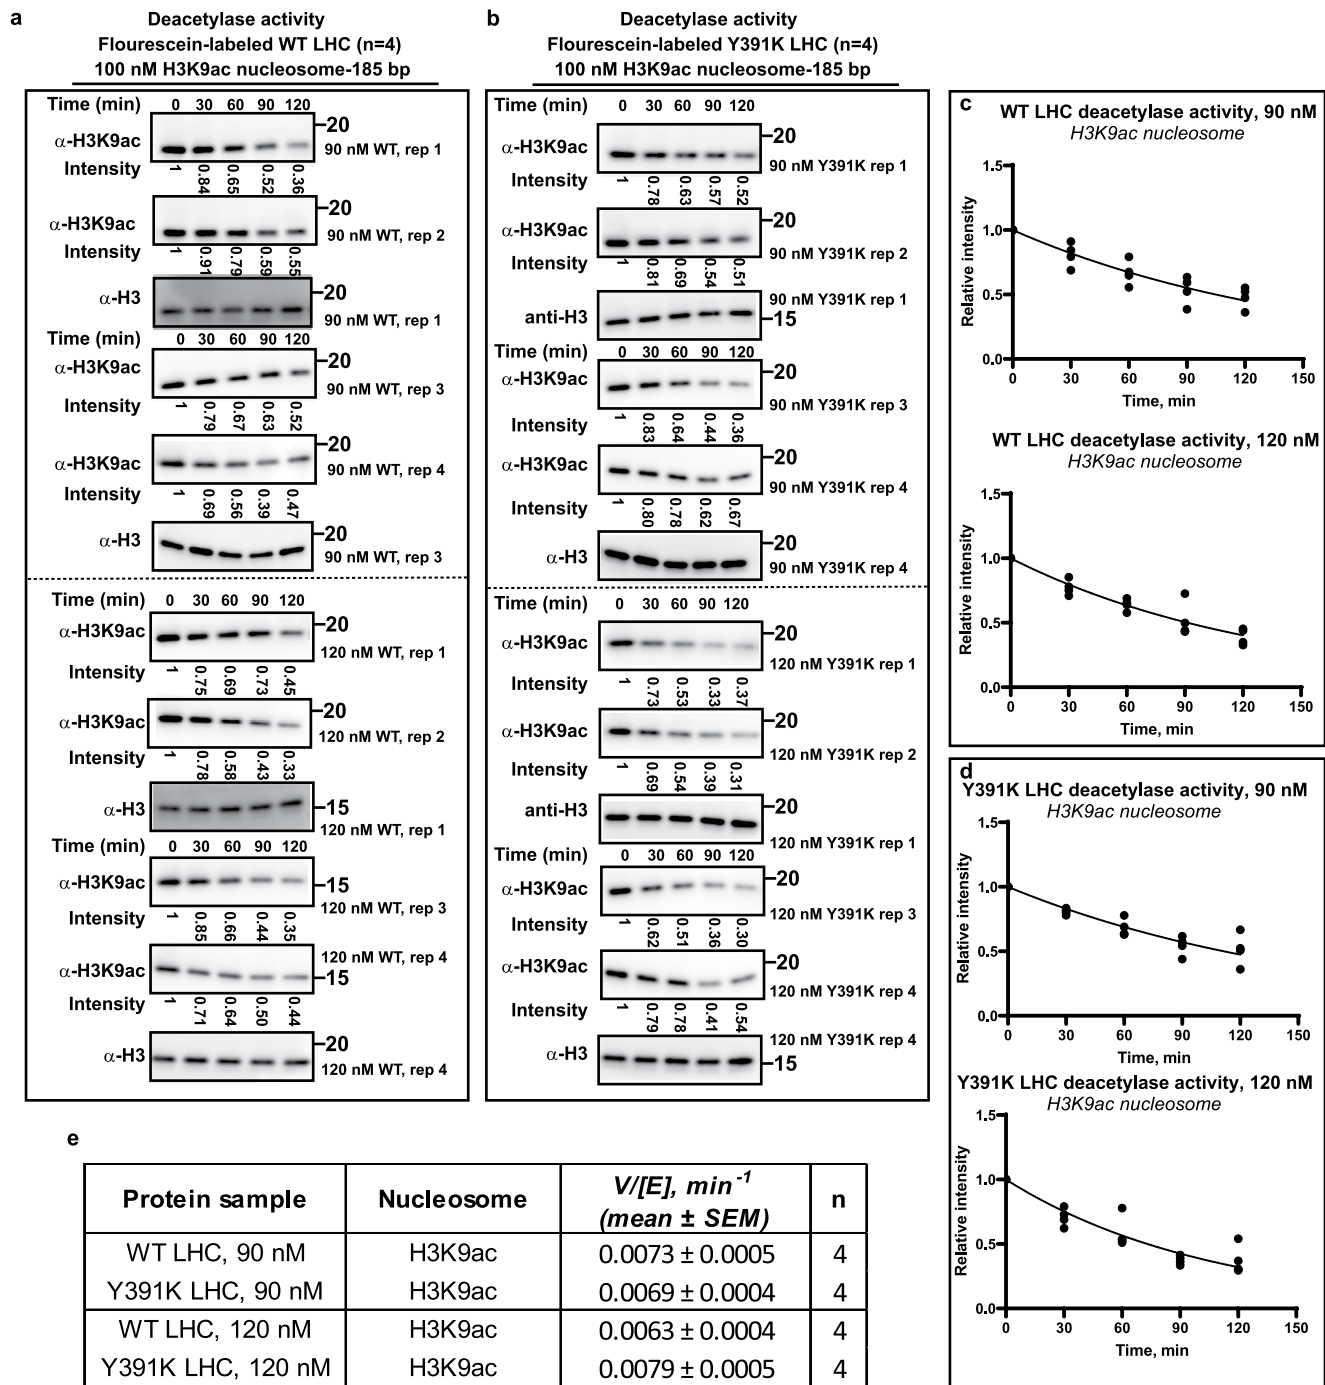 a
Deacetylase activity
Flourescein-labeled WT LHC (n=4)
100 nM H3K9ac nucleosome-185 bp
Time (min) 0 30 60 90 120
α-H3K9ac
20
90 nM WT, rep 1
Intensity 1 0.84 0.65 0.52 0.36
α-H3K9ac
20
90 nM WT, rep 2
Intensity 1 0.91 0.79 0.59 0.55
α-H3
20
90 nM WT, rep 1
Time (min) 0 30 60 90 120
α-H3K9ac
20
90 nM WT, rep 3
Intensity 1 0.79 0.67 0.63 0.52
α-H3K9ac
20
90 nM WT, rep 4
Intensity 1 0.69 0.56 0.39 0.47
α-H3
20
90 nM WT, rep 3
Time (min) 0 30 60 90 120
α-H3K9ac
20
120 nM WT, rep 1
Intensity 1 0.75 0.69 0.73 0.45
α-H3K9ac
20
120 nM WT, rep 2
Intensity 1 0.78 0.58 0.43 0.33
α-H3
15
120 nM WT, rep 1
Time (min) 0 30 60 90 120
α-H3K9ac
15
120 nM WT, rep 3
Intensity 1 0.85 0.66 0.44 0.35
120 nM WT, rep 4
α-H3K9ac
15
Intensity 1 0.71 0.64 0.50 0.44
α-H3
20
120 nM WT, rep 4
b
Deacetylase activity
Flourescein-labeled Y391K LHC (n=4)
100 nM H3K9ac nucleosome-185 bp
Time (min) 0 30 60 90 120
α-H3K9ac
20
90 nM Y391K rep 1
Intensity 1 0.78 0.63 0.57 0.52
α-H3K9ac
20
90 nM Y391K rep 2
Intensity 1 0.81 0.69 0.54 0.51
90 nM Y391K rep 1
anti-H3
15
Time (min) 0 30 60 90 120
α-H3K9ac
20
90 nM Y391K rep 3
Intensity 1 0.83 0.64 0.44 0.36
α-H3K9ac
20
90 nM Y391K rep 4
Intensity 1 0.80 0.78 0.62 0.67
α-H3
20
90 nM Y391K rep 4
Time (min) 0 30 60 90 120
α-H3K9ac
20
120 nM Y391K rep 1
Intensity 1 0.73 0.53 0.33 0.37
α-H3K9ac
20
120 nM Y391K rep 2
Intensity 1 0.69 0.54 0.39 0.31
anti-H3
20
120 nM Y391K rep 1
Time (min) 0 30 60 90 120
α-H3K9ac
20
120 nM Y391K rep 3
Intensity 1 0.62 0.51 0.36 0.30
α-H3K9ac
20
120 nM Y391K rep 4
Intensity 1 0.79 0.78 0.41 0.54
120 nM Y391K rep 4
α-H3
15
c
WT LHC deacetylase activity, 90 nM
H3K9ac nucleosome
Relative intensity
1.5
1.0
0.5
0.0
0 30 60 90 120 150
Time, min
WT LHC deacetylase activity, 120 nM
H3K9ac nucleosome
Relative intensity
1.5
1.0
0.5
0.0
0 30 60 90 120 150
Time, min
d
Y391K LHC deacetylase activity, 90 nM
H3K9ac nucleosome
Relative intensity
1.5
1.0
0.5
0.0
0 30 60 90 120 150
Time, min
Y391K LHC deacetylase activity, 120 nM
H3K9ac nucleosome
Relative intensity
1.5
1.0
0.5
0.0
0 30 60 90 120 150
Time, min
e
Protein sample Nucleosome V/[E], min⁻¹ (mean ± SEM) n
WT LHC, 90 nM H3K9ac 0.0073 ± 0.0005 4
Y391K LHC, 90 nM H3K9ac 0.0069 ± 0.0004 4
WT LHC, 120 nM H3K9ac 0.0063 ± 0.0004 4
Y391K LHC, 120 nM H3K9ac 0.0079 ± 0.0005 4